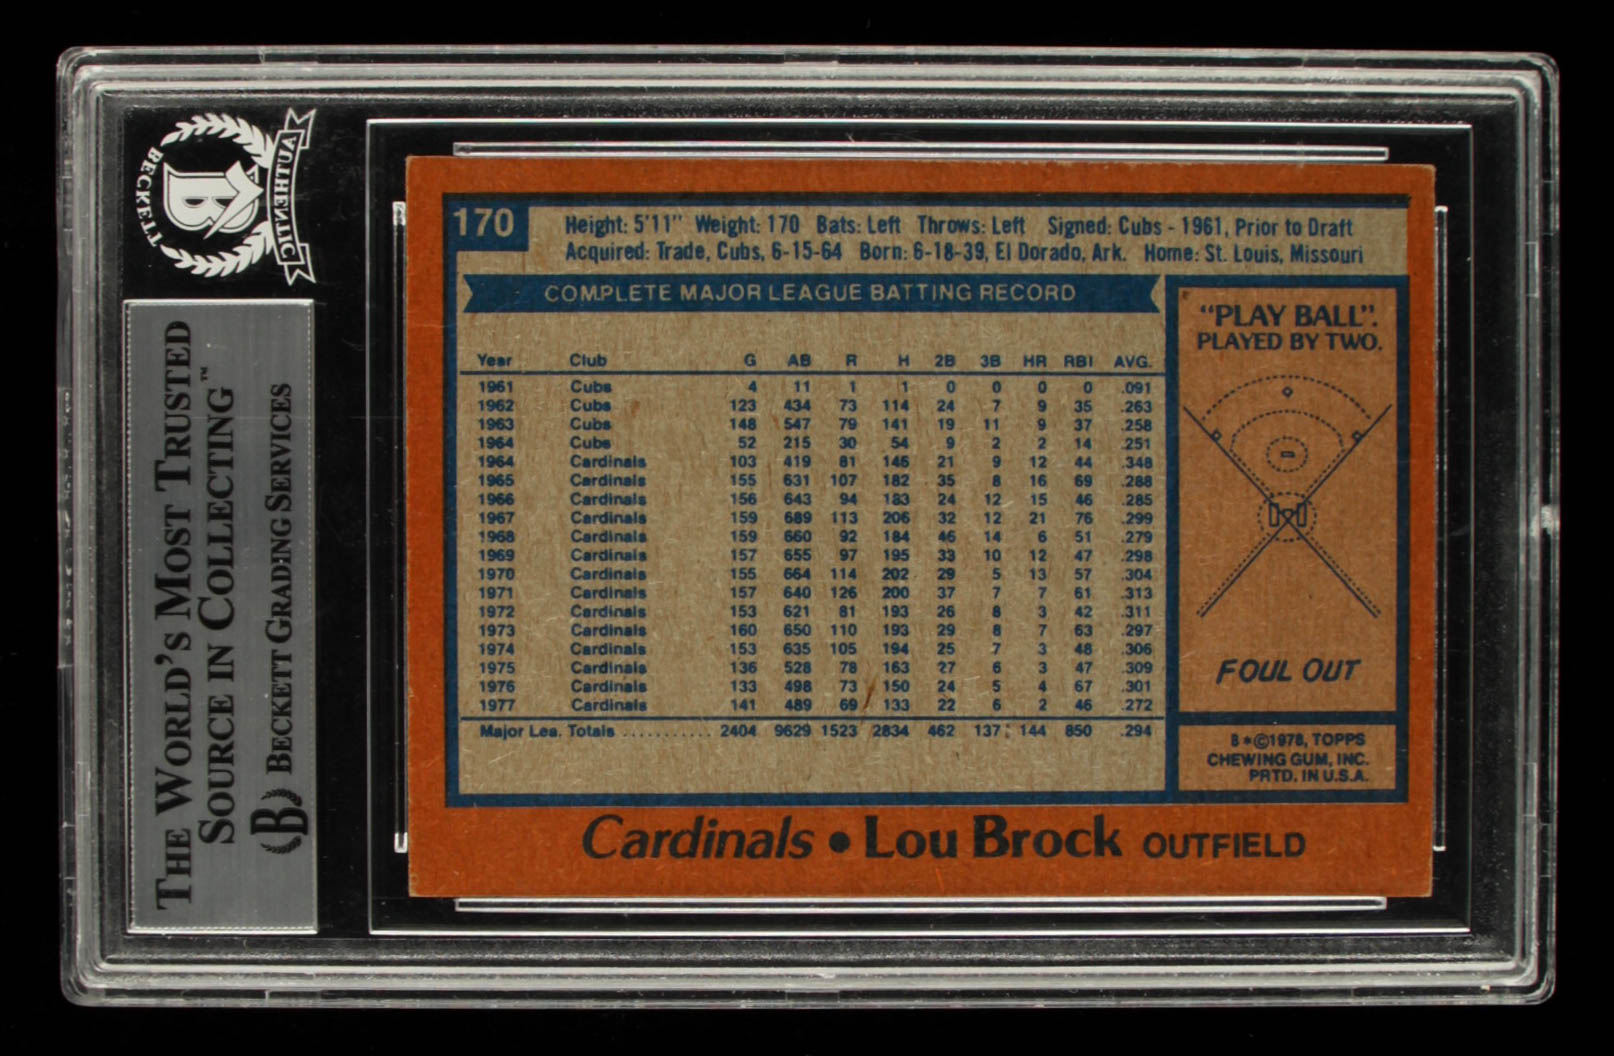 BECKETT
AUTHENTIC
B
THE WORLD'S MOST TRUSTED
SOURCE IN COLLECTING™
B BECKETT GRADING SERVICES
170
Height: 5'11" Weight: 170 Bats: Left Throws: Left Signed: Cubs - 1961, Prior to Draft
Acquired: Trade, Cubs, 6-15-64 Born: 6-18-39, El Dorado, Ark. Home: St. Louis, Missouri
COMPLETE MAJOR LEAGUE BATTING RECORD
Year Club G AB R H 2B 3B HR RBI AVG.
1961 Cubs 4 11 1 1 0 0 0 0 .091
1962 Cubs 123 434 73 114 24 7 9 35 .263
1963 Cubs 148 547 79 141 19 11 9 37 .258
1964 Cubs 52 215 30 54 9 2 2 14 .251
1964 Cardinals 103 419 81 146 21 9 12 44 .348
1965 Cardinals 155 631 107 182 35 8 16 69 .288
1966 Cardinals 156 643 94 183 24 12 15 46 .285
1967 Cardinals 159 689 113 206 32 12 21 76 .299
1968 Cardinals 159 660 92 184 46 14 6 51 .279
1969 Cardinals 157 655 97 195 33 10 12 47 .298
1970 Cardinals 155 664 114 202 29 5 13 57 .304
1971 Cardinals 157 640 126 200 37 7 7 61 .313
1972 Cardinals 153 621 81 193 26 8 3 42 .311
1973 Cardinals 160 650 110 193 29 8 7 63 .297
1974 Cardinals 153 635 105 194 25 7 3 48 .306
1975 Cardinals 136 528 78 163 27 6 3 47 .309
1976 Cardinals 133 498 73 150 24 5 4 67 .301
1977 Cardinals 141 489 69 133 22 6 2 46 .272
Major Lea. Totals ........... 2404 9629 1523 2834 462 137 144 850 .294
"PLAY BALL".
PLAYED BY TWO.
FOUL OUT
B*©1978, TOPPS
CHEWING GUM, INC.
PRTD. IN U.S.A.
Cardinals • Lou Brock OUTFIELD